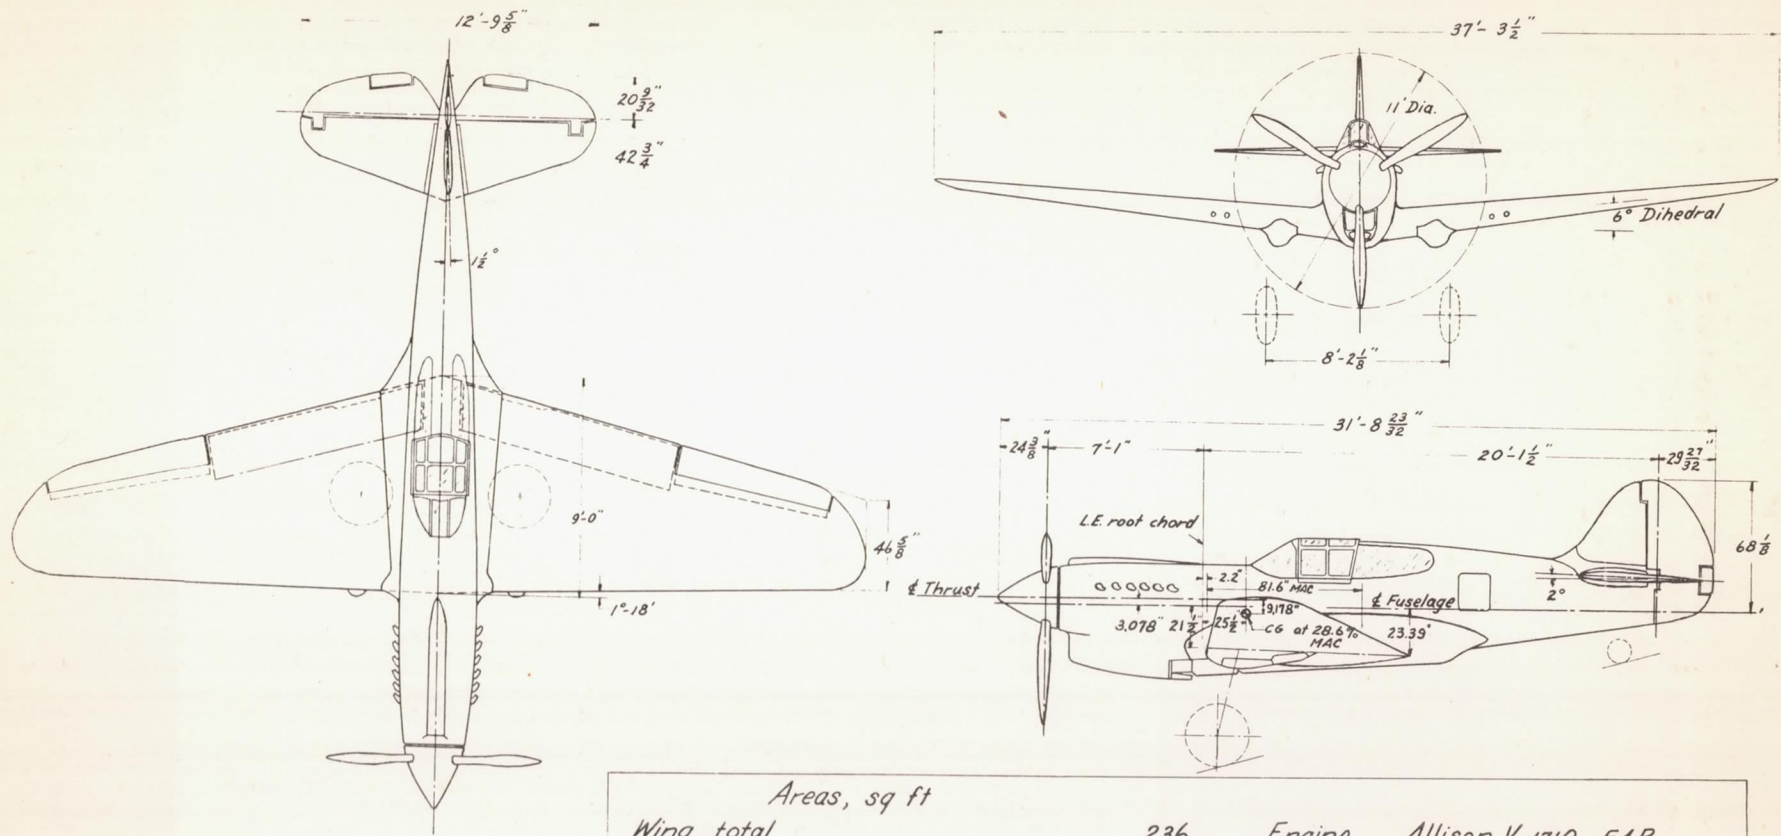 12'-9 5/8"
20 9/32"
42 3/4"
1 1/2°
9'-0"
46 5/8"
1°-18'
37'- 3 1/2"
11' Dia.
6° Dihedral
8'-2 1/8"
31'-8 23/32"
24 3/8"
7'-1"
20'-1 1/2"
29 27/32"
L.E. root chord
68 1/8"
2.2"
81.6" MAC
℄ Thrust
℄ Fuselage
2°
9.178"
3.078"
21 1/2"
25 1/2"
CG at 28.6%
MAC
23.39"
Areas, sq ft
Wing, total
236
Engine
Allison V-1710